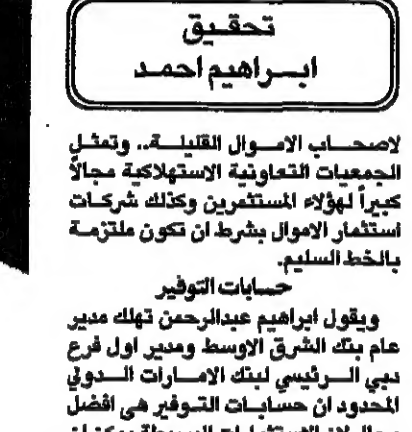 تحقيق
ابراهيم احمد
لاصحاب الاموال القليلة.. وتمثل
الجمعيات التعاونية الاستهلاكية مجالاً
كبيراً لهؤلاء المستثمرين وكذلك شركات
استثمار الاموال بشرط ان تكون ملتزمة
بالخط السليم.
حسابات التوفير
ويقول ابراهيم عبدالرحمن تهلك مدير
عام بنك الشرق الاوسط ومدير اول فرع
دبي الرئيسي لبنك الامارات الدولي
المحدود ان حسابات التوفير هي افضل